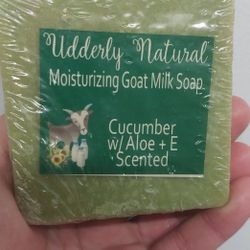 Udderly Natural
Moisturizing Goat Milk Soap
Cucumber
w/ Aloe + E
Scented